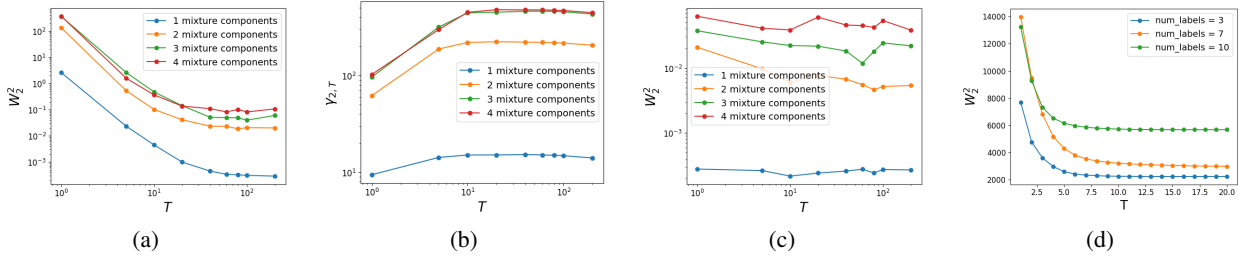 10^2
10^1
10^0
10^-1
10^-2
10^-3
W_2^2
1 mixture components
2 mixture components
3 mixture components
4 mixture components
10^0
10^1
10^2
T
(a)
10^2
10^1
γ_{2,T}
1 mixture components
2 mixture components
3 mixture components
4 mixture components
10^0
10^1
10^2
T
(b)
10^-2
10^-3
W_2^2
1 mixture components
2 mixture components
3 mixture components
4 mixture components
10^0
10^1
10^2
T
(c)
14000
12000
10000
8000
6000
4000
2000
W_2^2
num_labels = 3
num_labels = 7
num_labels = 10
2.5 5.0 7.5 10.0 12.5 15.0 17.5 20.0
T
(d)